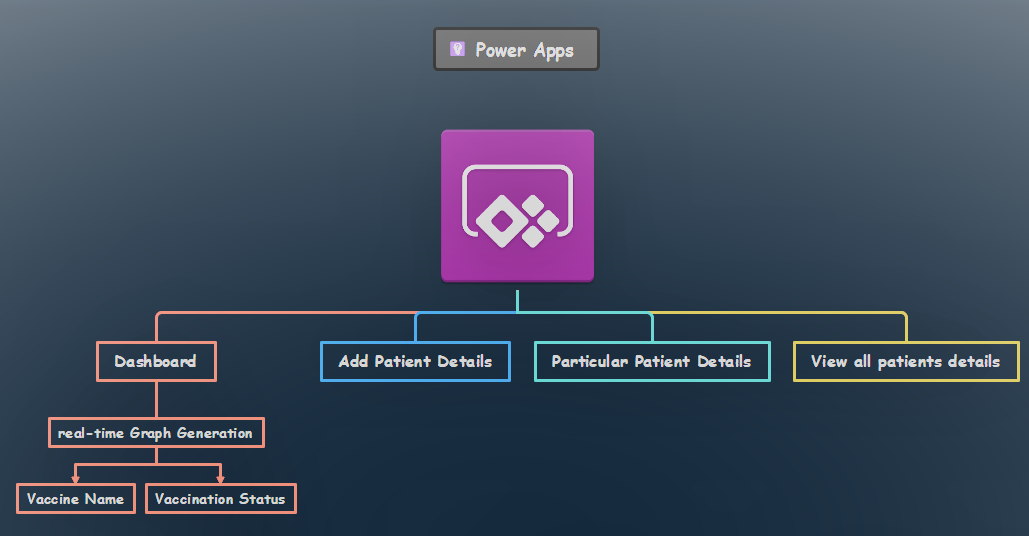 Power Apps
Dashboard
Add Patient Details
Particular Patient Details
View all patients details
real-time Graph Generation
Vaccine Name
Vaccination Status